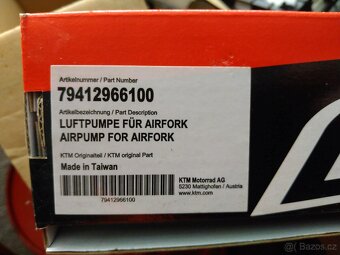 Artikelnummer / Part Number
79412966100
Artikelbezeichnung / Part Description
LUFTPUMPE FÜR AIRFORK
AIRPUMP FOR AIRFORK
KTM Originalteil / KTM original Part
Made in Taiwan
KTM Motorrad AG
5230 Mattighofen / Austria
www.ktm.com
79412966100
Bazos.cz